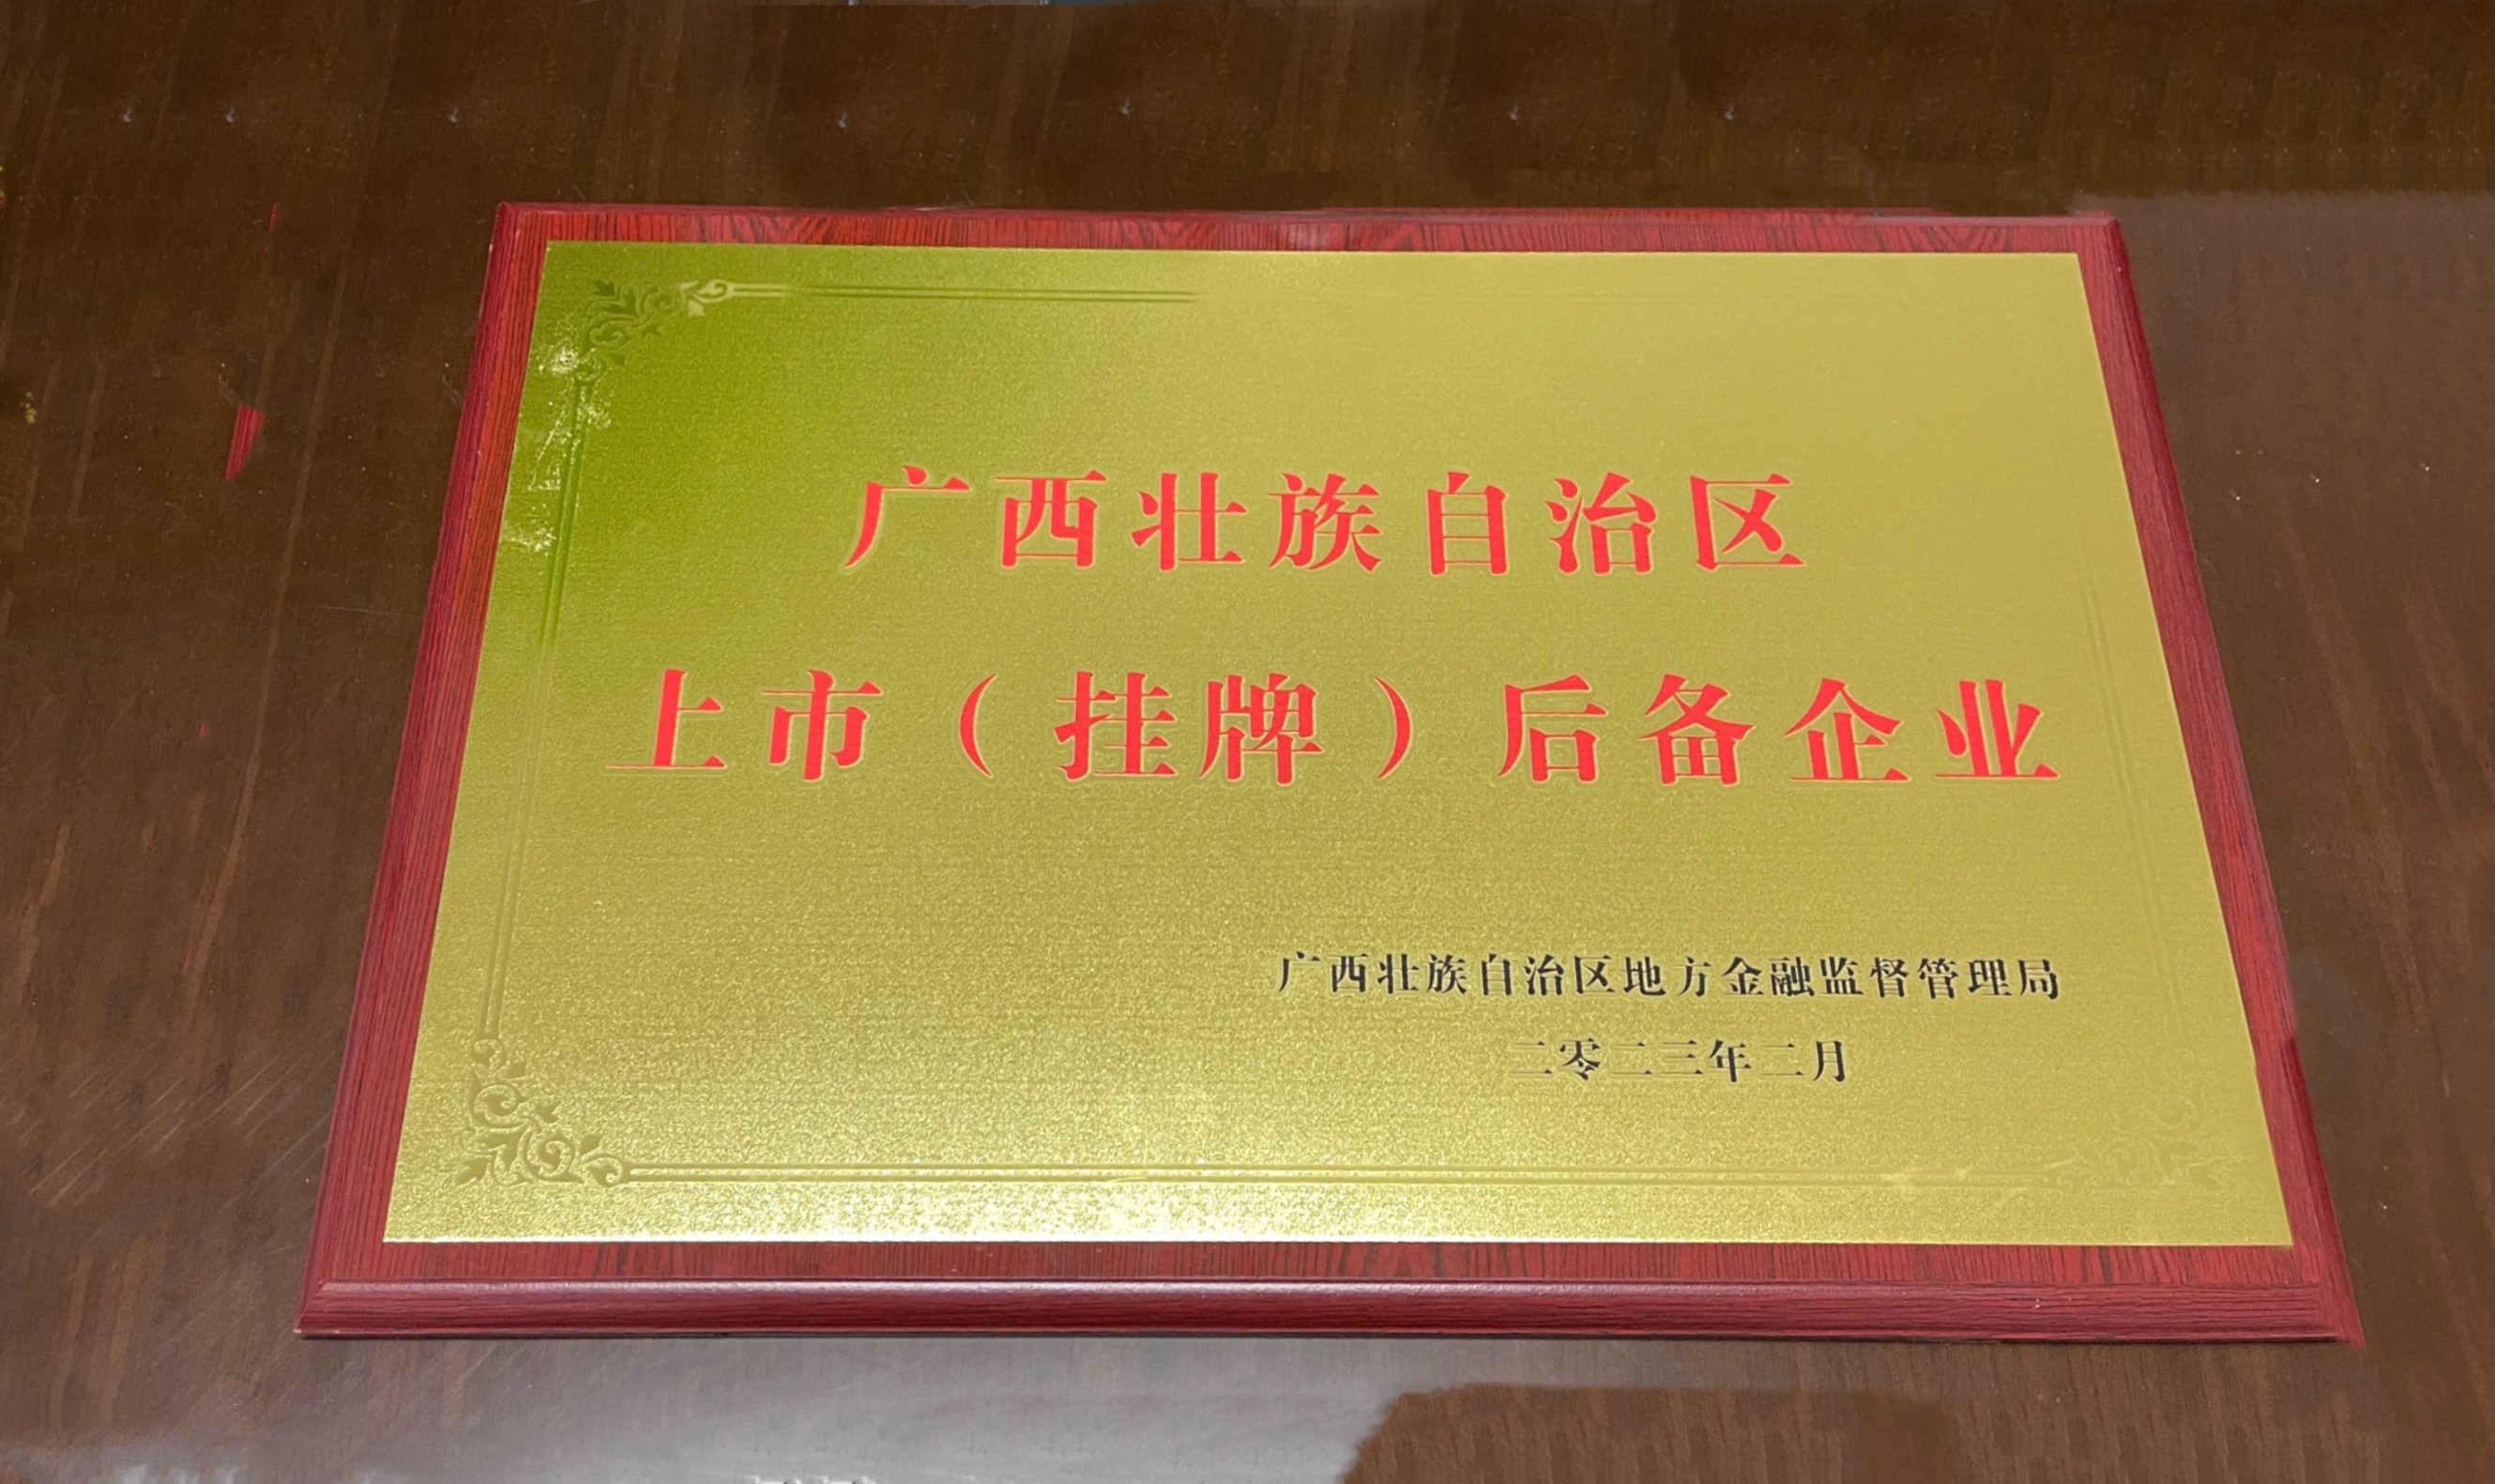 广西壮族自治区
上市（挂牌）后备企业
广西壮族自治区地方金融监督管理局
二零二三年二月